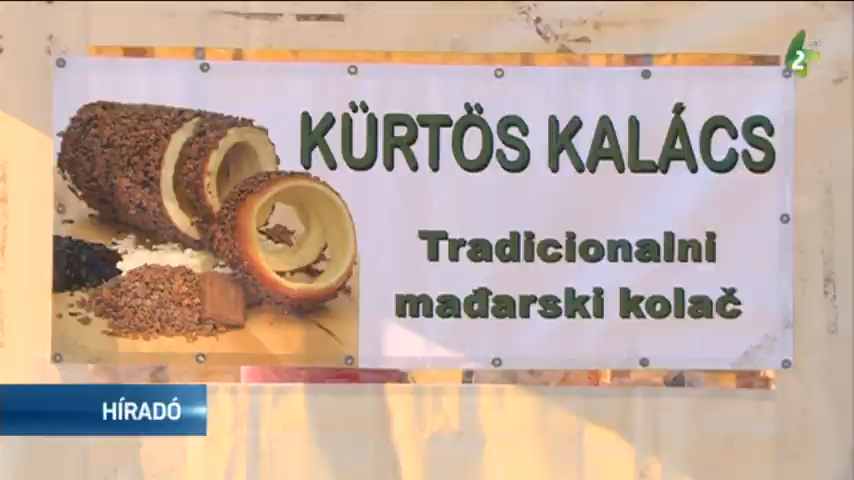 2
KÜRTÖS KALÁCS
Tradicionalni
mađarski kolač
HÍRADÓ